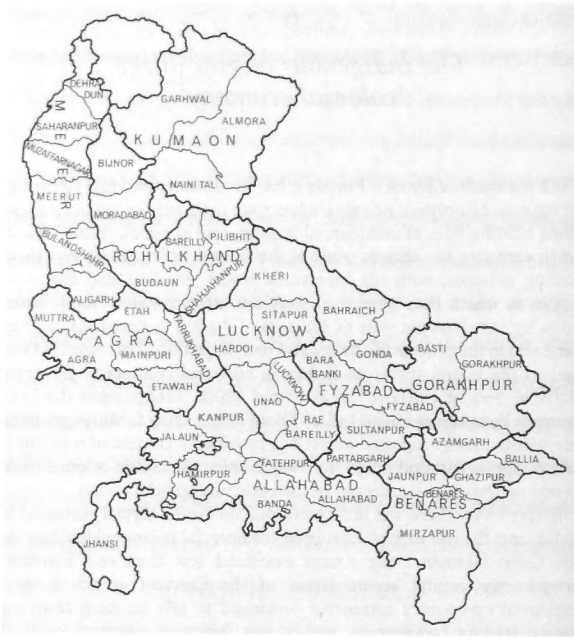 DEHRA
DUN
GARHWAL
ALMORA
SAHARANPUR
MEERUT
KUMAON
MUZAFFARNAGAR
BIJNOR
NAINI TAL
MEERUT
MORADABAD
BULANDSHAHR
BAREILLY
PILIBHIT
ROHILKHAND
SHAHJAHANPUR
KHERI
BUDAUN
ALIGARH
ETAH
MUTTRA
FARRUKHABAD
SITAPUR
BAHRAICH
LUCKNOW
AGRA
HARDOI
MAINPURI
AGRA
BARA
BANKI
GONDA
BASTI
GORAKHPUR
GORAKHPUR
ETAWAH
LUCKNOW
FYZABAD
FYZABAD
UNAO
KANPUR
RAE
BAREILLY
SULTANPUR
AZAMGARH
JALAUN
PARTABGARH
BALLIA
HAMIRPUR
FATEHPUR
JAUNPUR
GHAZIPUR
ALLAHABAD
ALLAHABAD
BENARES
BENARES
BANDA
MIRZAPUR
JHANSI